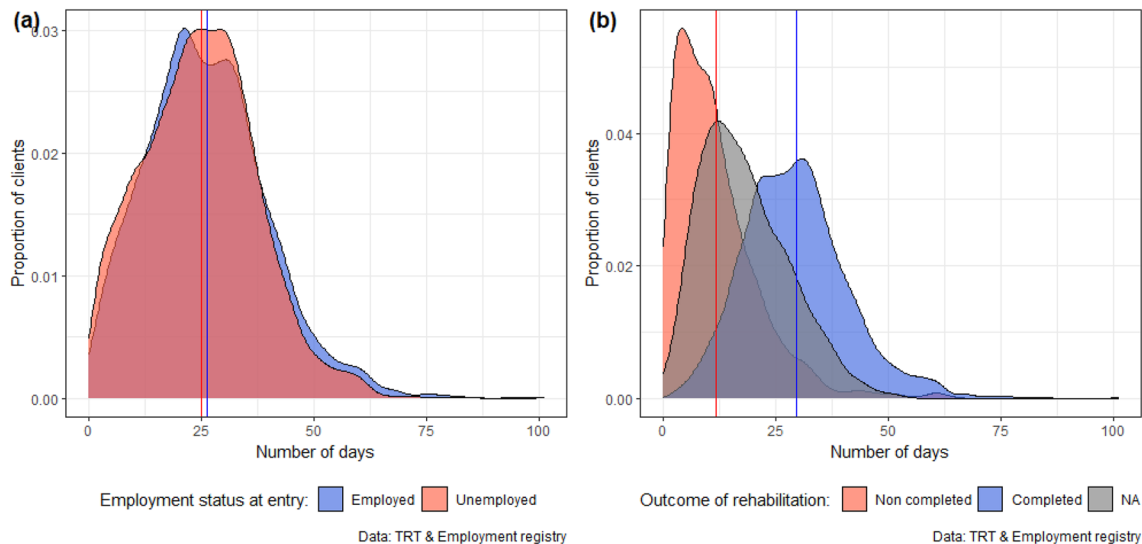 (a)
0.03
0.02
0.01
0.00
Proportion of clients
0
25
50
75
100
Number of days
Employment status at entry: Employed Unemployed
Data: TRT & Employment registry
(b)
0.04
0.02
0.00
Proportion of clients
0
25
50
75
100
Number of days
Outcome of rehabilitation: Non completed Completed NA
Data: TRT & Employment registry